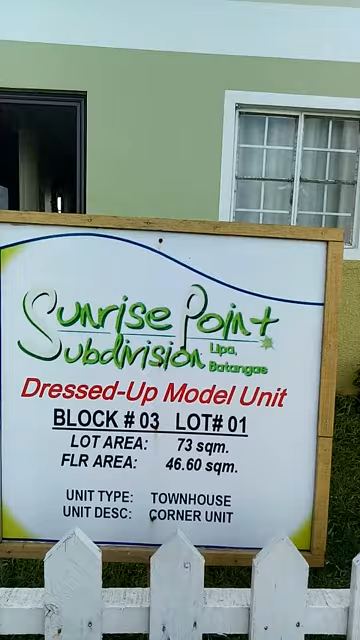 Sunrise Point
Subdivision Lipa,
Batangas
Dressed-Up Model Unit
BLOCK # 03 LOT# 01
LOT AREA: 73 sqm.
FLR AREA: 46.60 sqm.
UNIT TYPE: TOWNHOUSE
UNIT DESC: CORNER UNIT